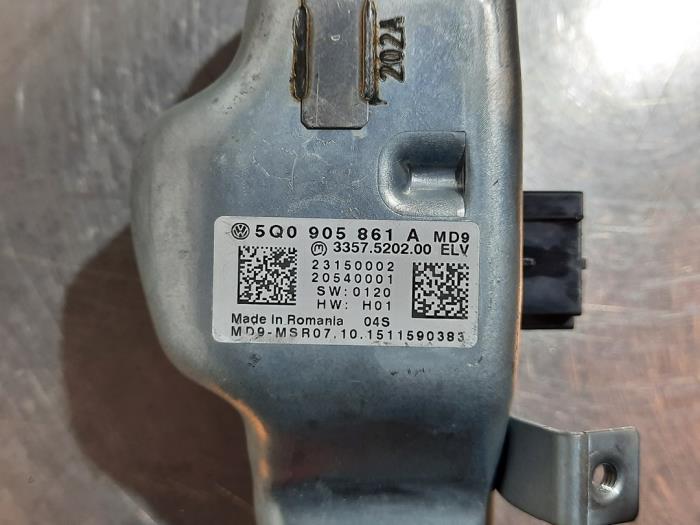 202A
5Q0 905 861 A MD9
3357.5202.00 ELV
23150002
20540001
SW: 0120
HW: H01
Made In Romania 04S
MD9-MSR07.10.1511590383